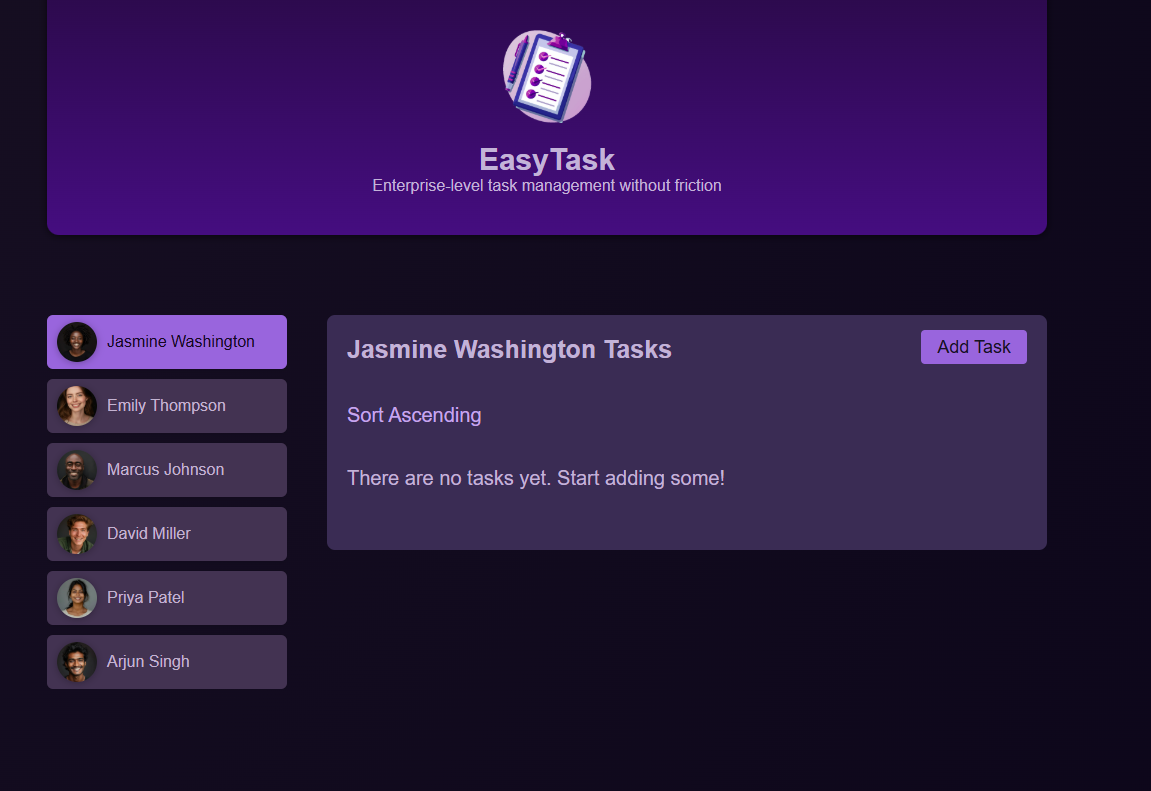 EasyTask
Enterprise-level task management without friction
Jasmine Washington
Emily Thompson
Marcus Johnson
David Miller
Priya Patel
Arjun Singh
Jasmine Washington Tasks
Add Task
Sort Ascending
There are no tasks yet. Start adding some!